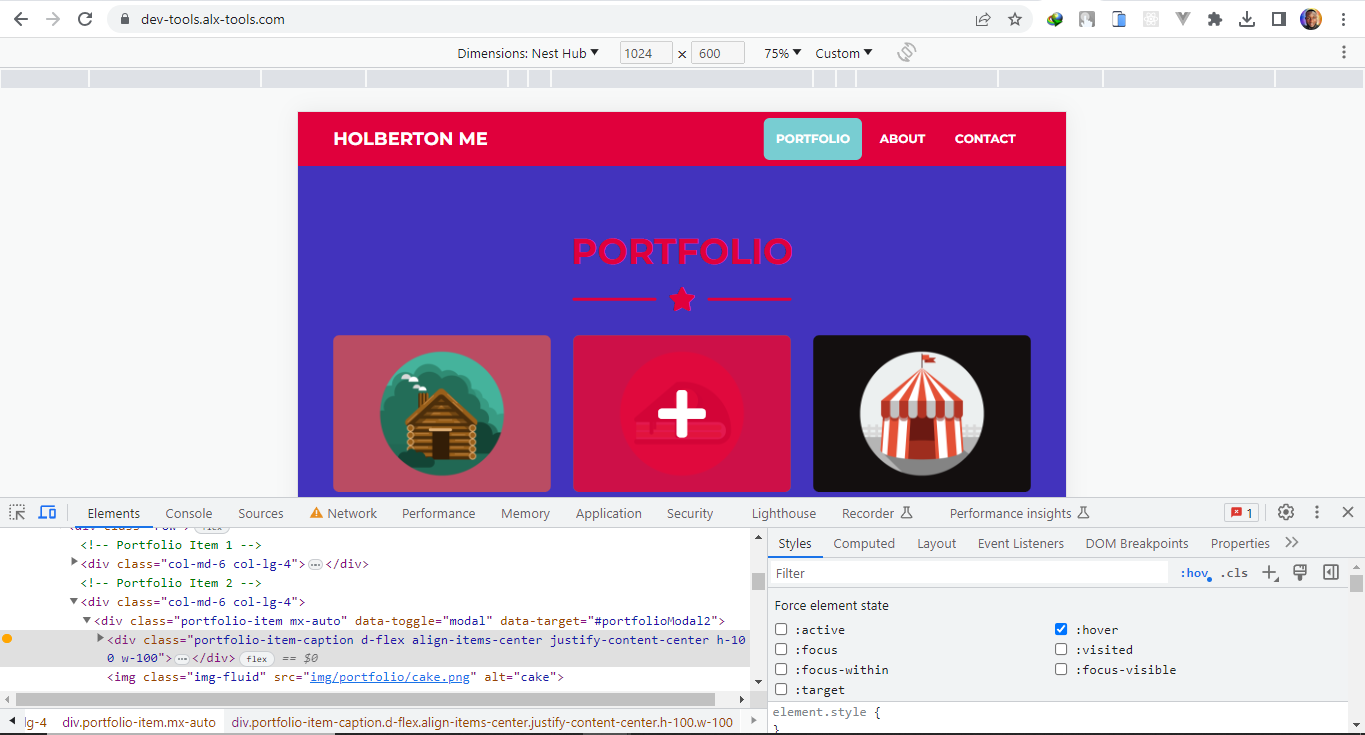 dev-tools.alx-tools.com
Dimensions: Nest Hub 1024 × 600 75% Custom
HOLBERTON ME PORTFOLIO ABOUT CONTACT
PORTFOLIO
Elements Console Sources Network Performance Memory Application Security Lighthouse Recorder Performance insights 1
<!-- Portfolio Item 1 -->
<div class="col-md-6 col-lg-4">…</div>
<!-- Portfolio Item 2 -->
<div class="col-md-6 col-lg-4">
<div class="portfolio-item mx-auto" data-toggle="modal" data-target="#portfolioModal2">
<div class="portfolio-item-caption d-flex align-items-center justify-content-center h-10
0 w-100">…</div> flex == $0
<img class="img-fluid" src="img/portfolio/cake.png" alt="cake">
lg-4 div.portfolio-item.mx-auto div.portfolio-item-caption.d-flex.align-items-center.justify-content-center.h-100.w-100
Styles Computed Layout Event Listeners DOM Breakpoints Properties
Filter :hov .cls
Force element state
:active :hover
:focus :visited
:focus-within :focus-visible
:target
element.style {
}